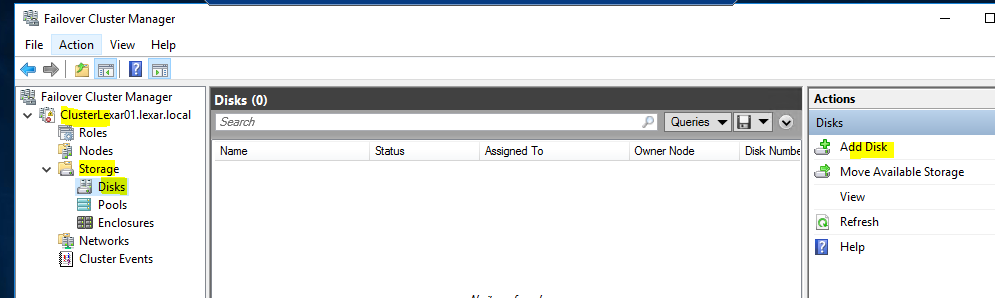 Failover Cluster Manager
File Action View Help
Failover Cluster Manager
ClusterLexar01.lexar.local
Roles
Nodes
Storage
Disks
Pools
Enclosures
Networks
Cluster Events
Disks (0)
Search
Queries
Name Status Assigned To Owner Node Disk Numbe
Actions
Disks
Add Disk
Move Available Storage
View
Refresh
Help